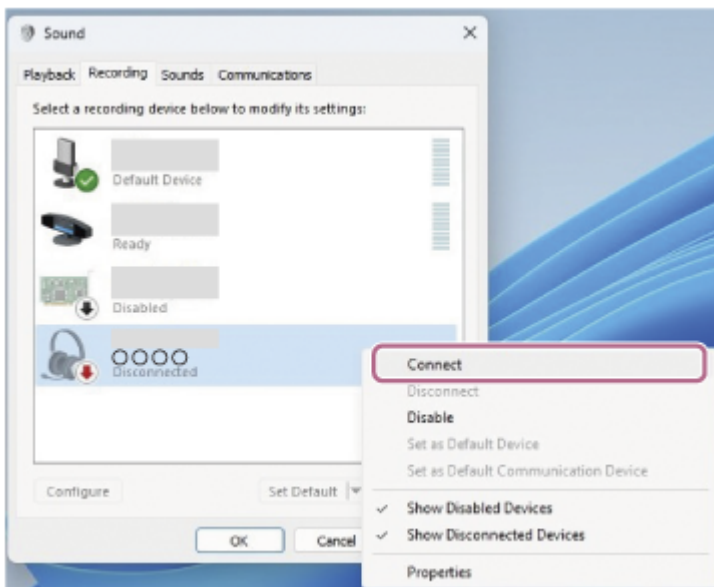 Sound
Playback Recording Sounds Communications
Select a recording device below to modify its settings:
Default Device
Ready
Disabled
○○○○
Disconnected
Configure
Set Default
OK
Cancel
Connect
Disconnect
Disable
Set as Default Device
Set as Default Communication Device
Show Disabled Devices
Show Disconnected Devices
Properties